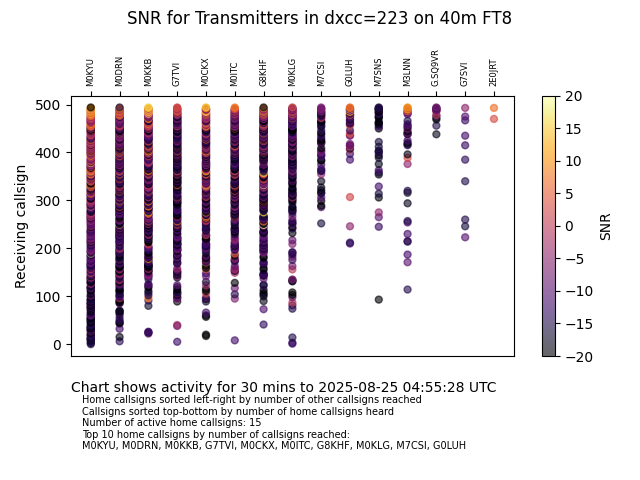 SNR for Transmitters in dxcc=223 on 40m FT8
M0KYU M0DRN M0KKB G7TVI M0CKX M0ITC G8KHF M0KLG M7CSI G0LUH M7SNS M3LNN G.SQ9VR G7SVI 2E0JRT
500
400
300
200
100
0
Receiving callsign
20
15
10
5
0
−5
−10
−15
−20
SNR
Chart shows activity for 30 mins to 2025-08-25 04:55:28 UTC
Home callsigns sorted left-right by number of other callsigns reached
Callsigns sorted top-bottom by number of home callsigns heard
Number of active home callsigns: 15
Top 10 home callsigns by number of callsigns reached:
M0KYU, M0DRN, M0KKB, G7TVI, M0CKX, M0ITC, G8KHF, M0KLG, M7CSI, G0LUH